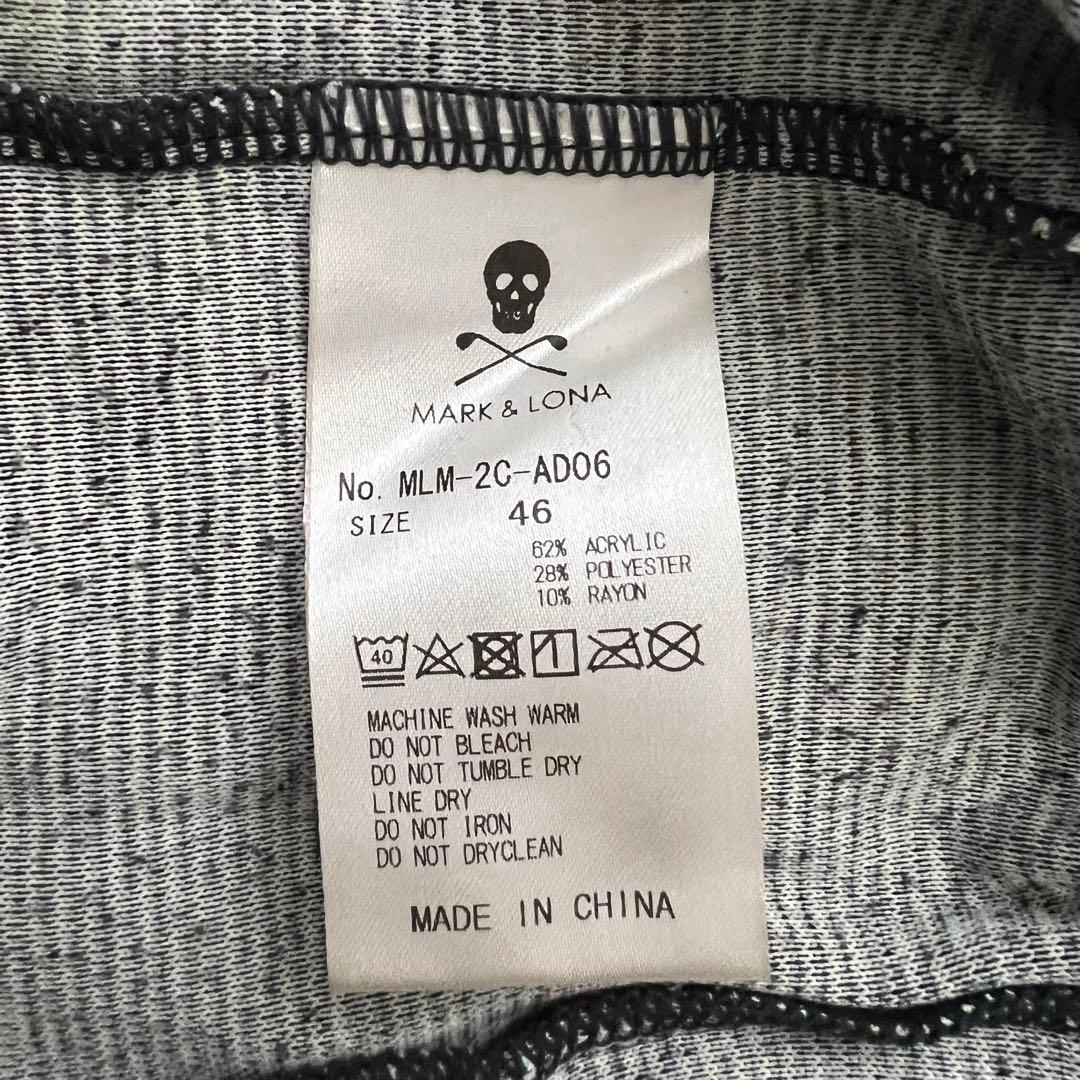 MARK & LONA
No. MLM-2C-AD06
SIZE 46
62% ACRYLIC
28% POLYESTER
10% RAYON
40
MACHINE WASH WARM
DO NOT BLEACH
DO NOT TUMBLE DRY
LINE DRY
DO NOT IRON
DO NOT DRYCLEAN
MADE IN CHINA